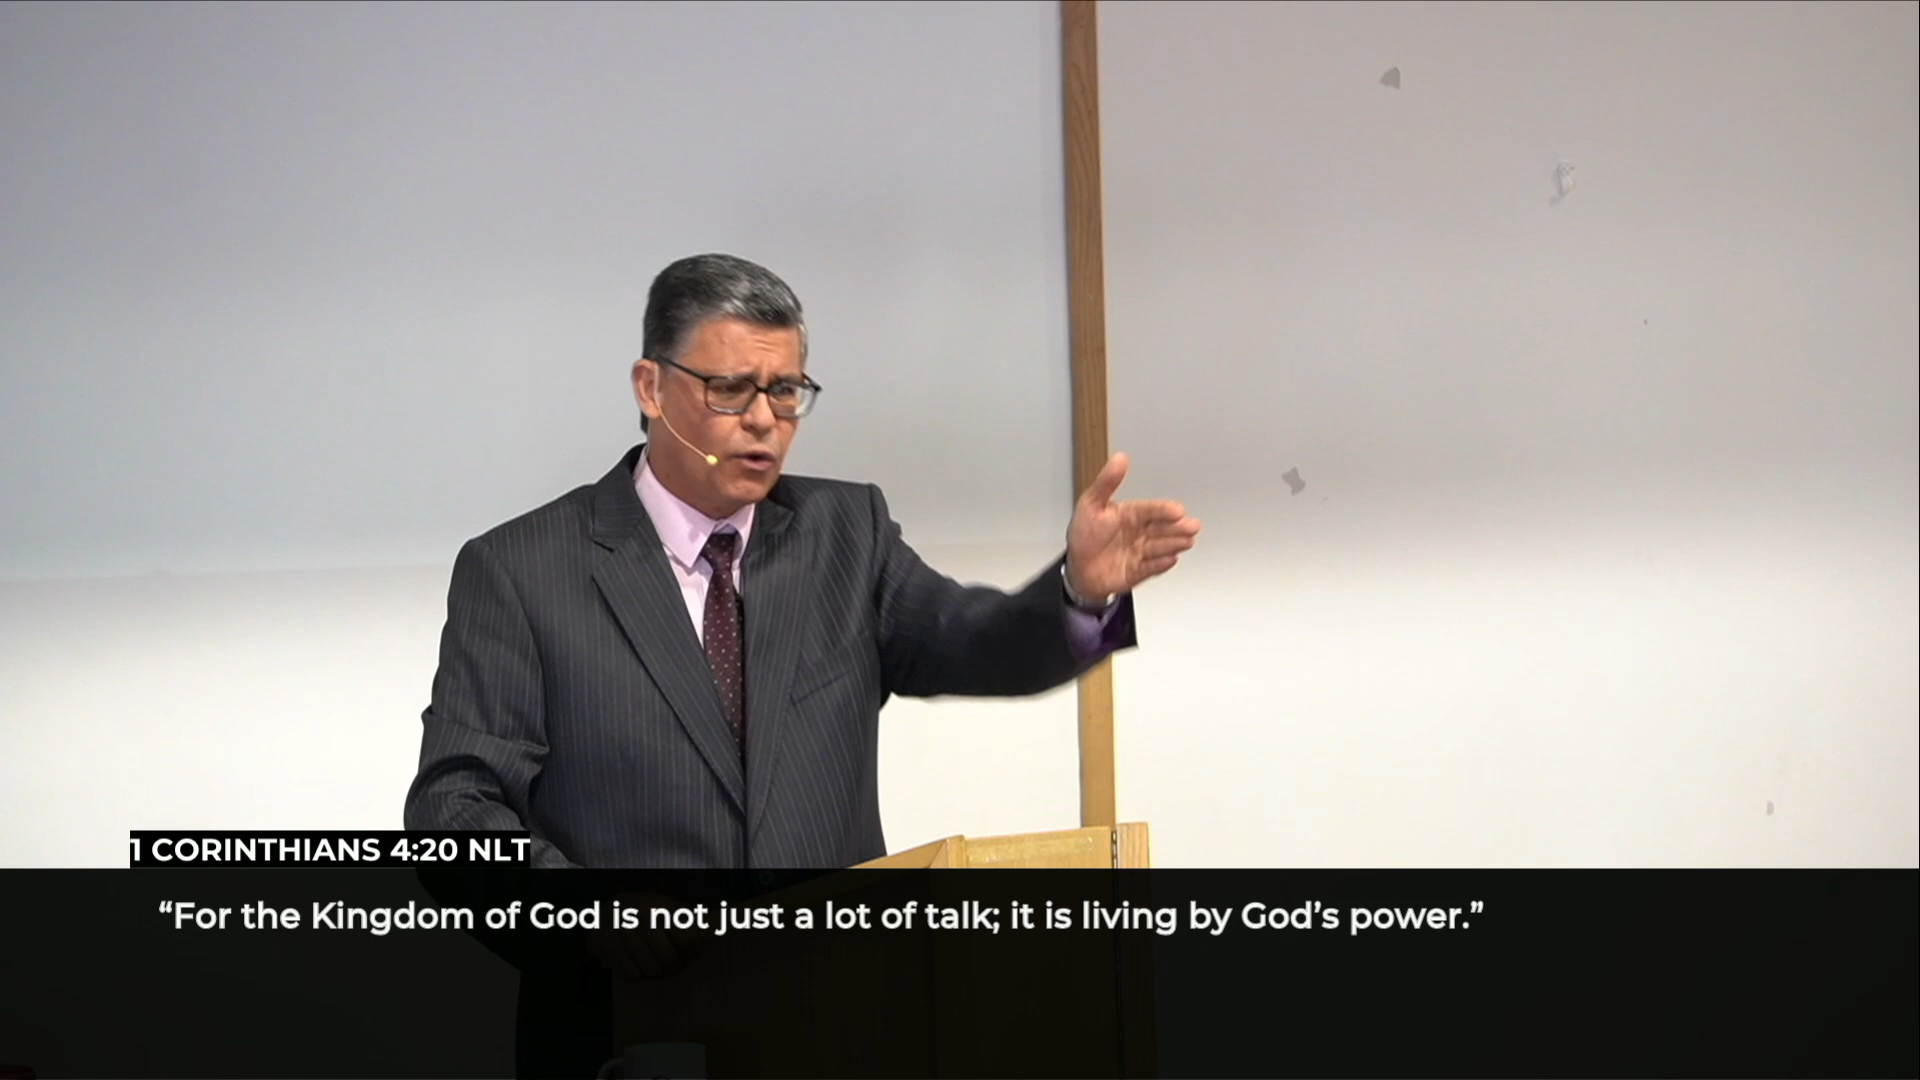 1 CORINTHIANS 4:20 NLT
“For the Kingdom of God is not just a lot of talk; it is living by God’s power.”